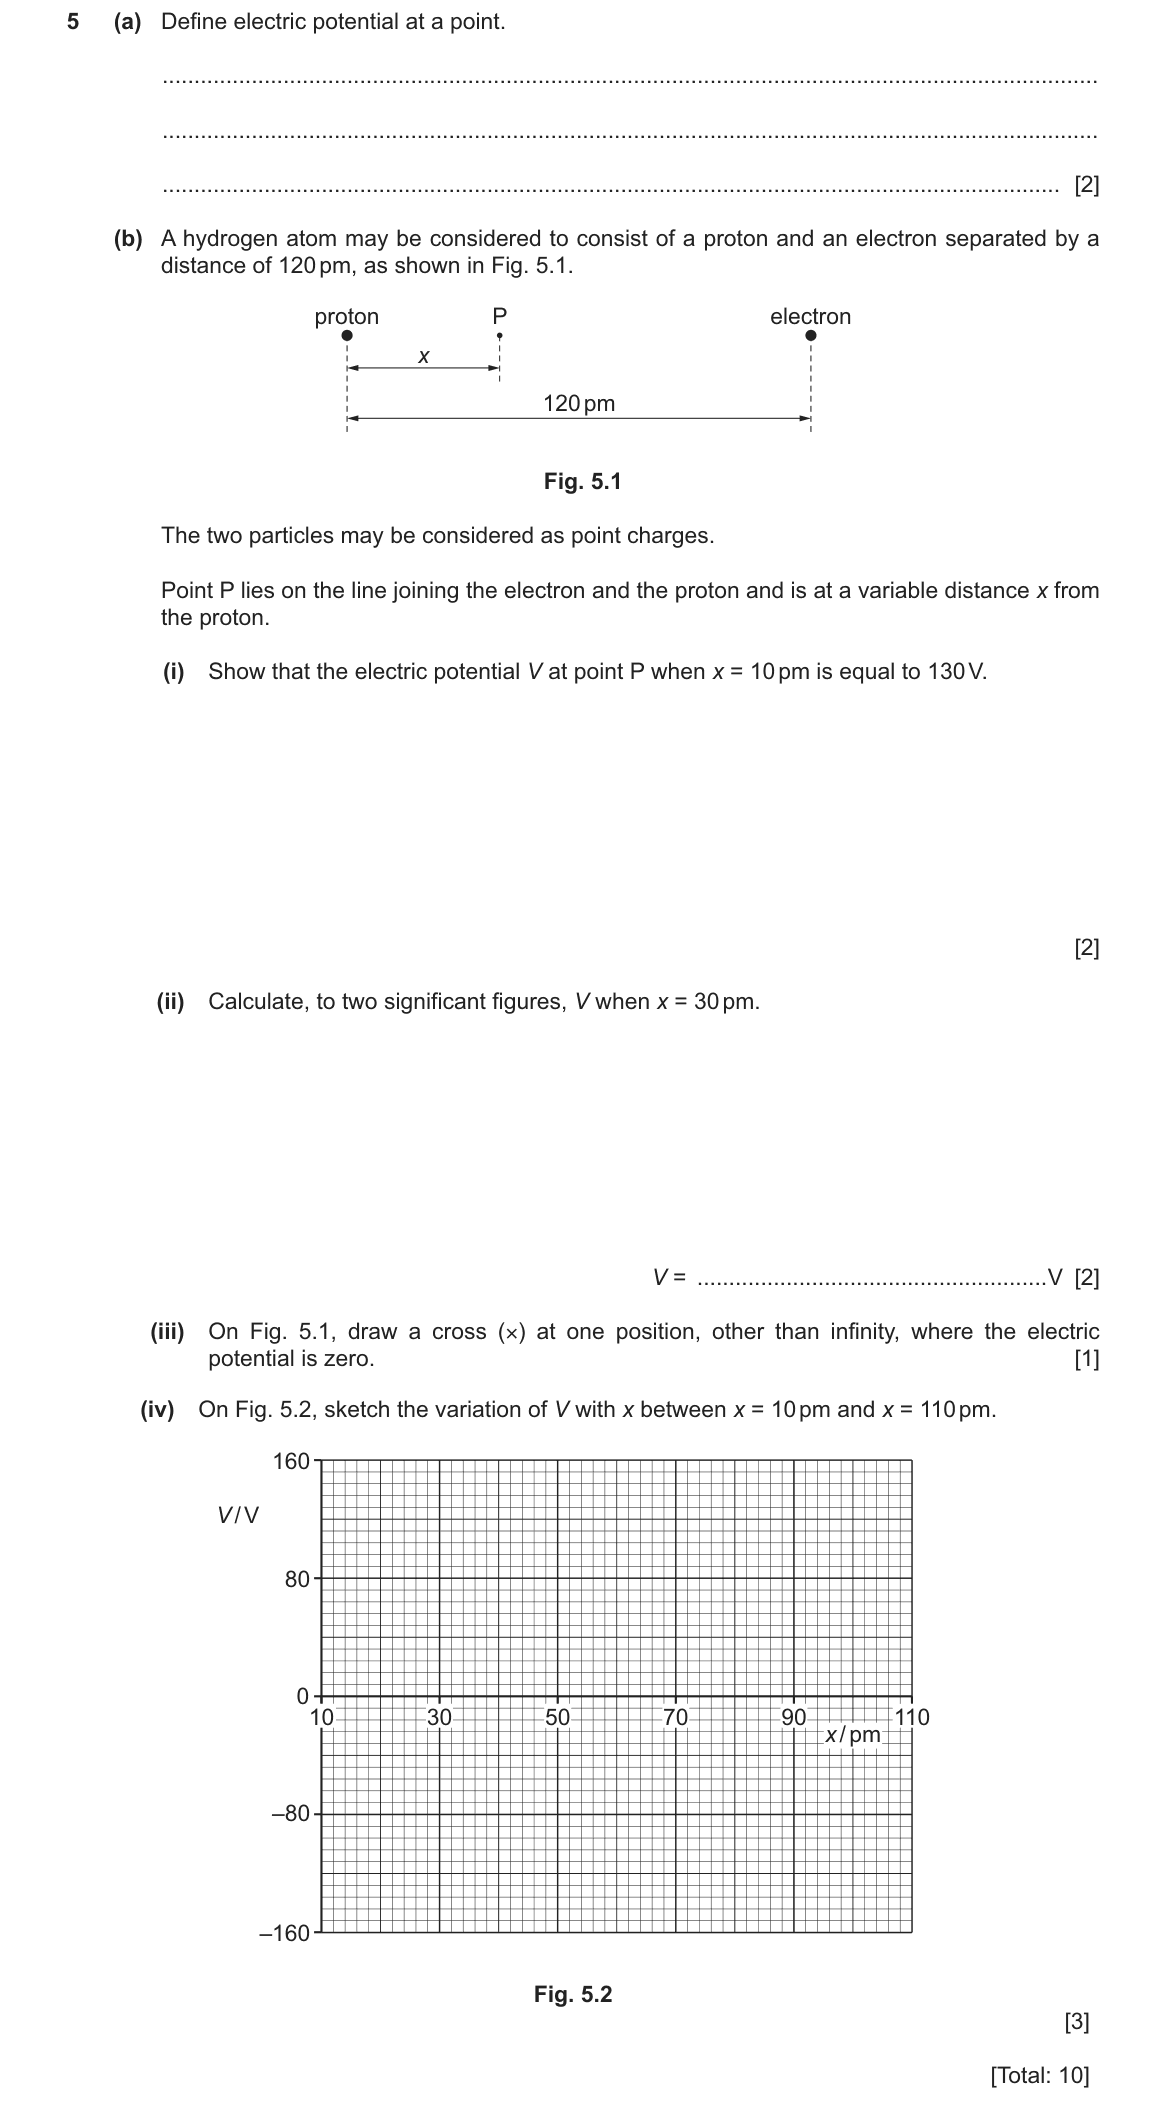 5 (a) Define electric potential at a point.
..........................................................................................................................................................
..........................................................................................................................................................
.................................................................................................................................................... [2]
(b) A hydrogen atom may be considered to consist of a proton and an electron separated by a
distance of 120 pm, as shown in Fig. 5.1.
proton P electron
x
120 pm
Fig. 5.1
The two particles may be considered as point charges.
Point P lies on the line joining the electron and the proton and is at a variable distance x from
the proton.
(i) Show that the electric potential V at point P when x = 10 pm is equal to 130 V.
[2]
(ii) Calculate, to two significant figures, V when x = 30 pm.
V = ....................................................... V [2]
(iii) On Fig. 5.1, draw a cross (×) at one position, other than infinity, where the electric
potential is zero. [1]
(iv) On Fig. 5.2, sketch the variation of V with x between x = 10 pm and x = 110 pm.
160
V / V
80
0
10 30 50 70 90 110
x / pm
–80
–160
Fig. 5.2
[3]
[Total: 10]